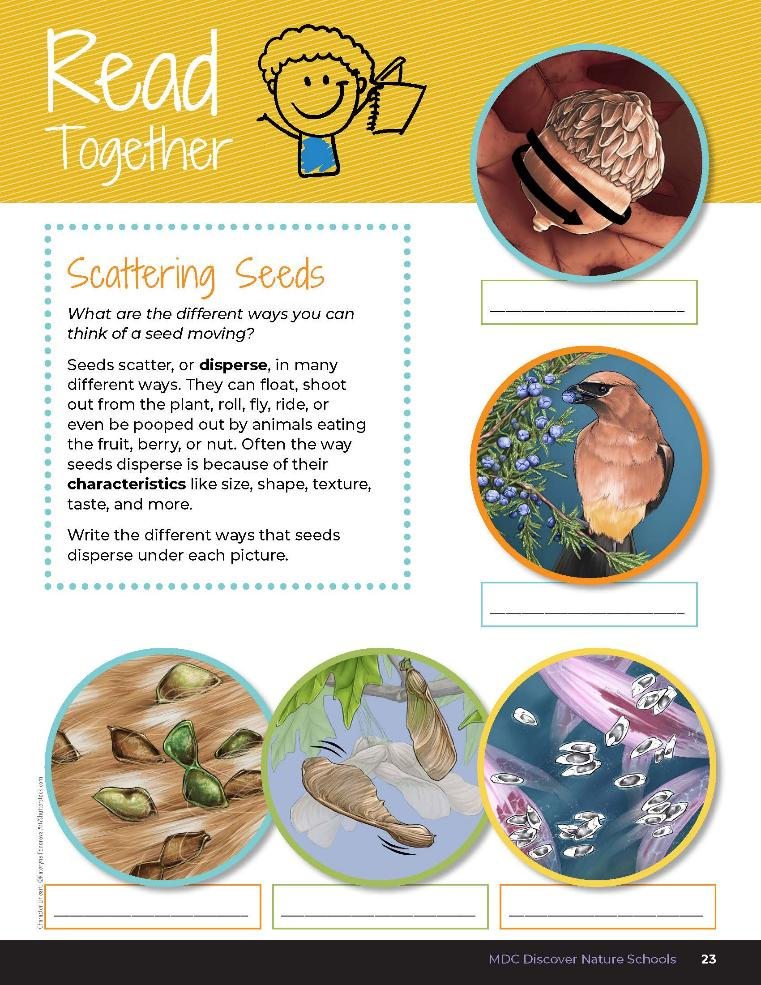 Read
Together
Scattering Seeds
What are the different ways you can
think of a seed moving?
Seeds scatter, or disperse, in many
different ways. They can float, shoot
out from the plant, roll, fly, ride, or
even be pooped out by animals eating
the fruit, berry, or nut. Often the way
seeds disperse is because of their
characteristics like size, shape, texture,
taste, and more.
Write the different ways that seeds
disperse under each picture.
MDC Discover Nature Schools 23